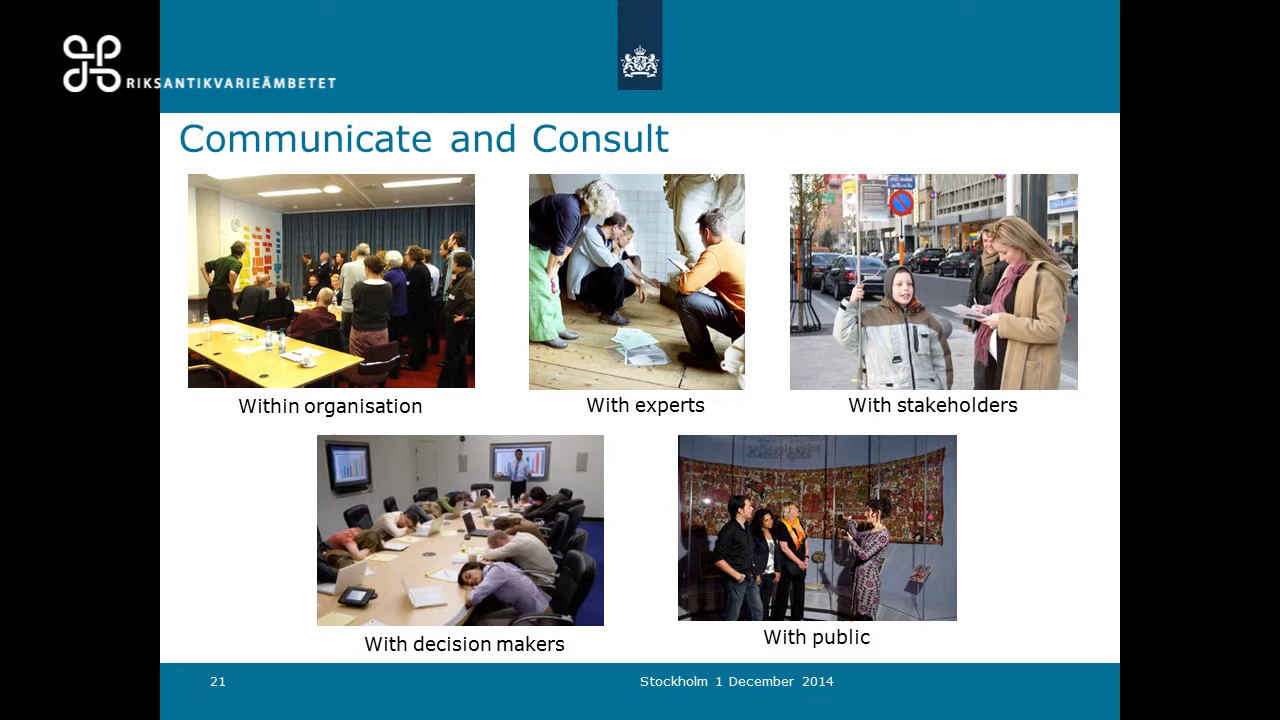 RIKSANTIKVARIEÄMBETET
Communicate and Consult
Within organisation
With experts
With stakeholders
With decision makers
With public
21
Stockholm 1 December 2014